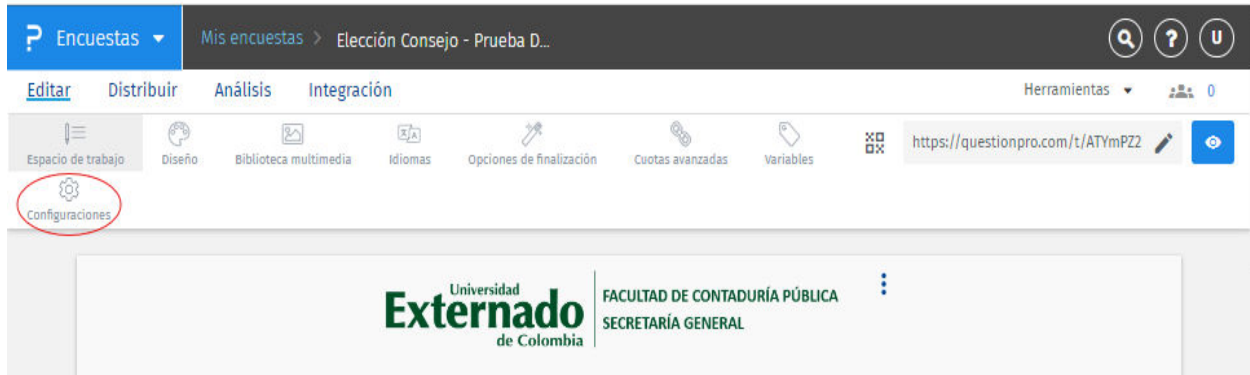 Encuestas
Mis encuestas > Elección Consejo - Prueba D...
? U
Editar Distribuir Análisis Integración Herramientas 0
Espacio de trabajo Diseño Biblioteca multimedia Idiomas Opciones de finalización Cuotas avanzadas Variables https://questionpro.com/t/ATYmPZ2
Configuraciones
Universidad
Externado
de Colombia
FACULTAD DE CONTADURÍA PÚBLICA
SECRETARÍA GENERAL